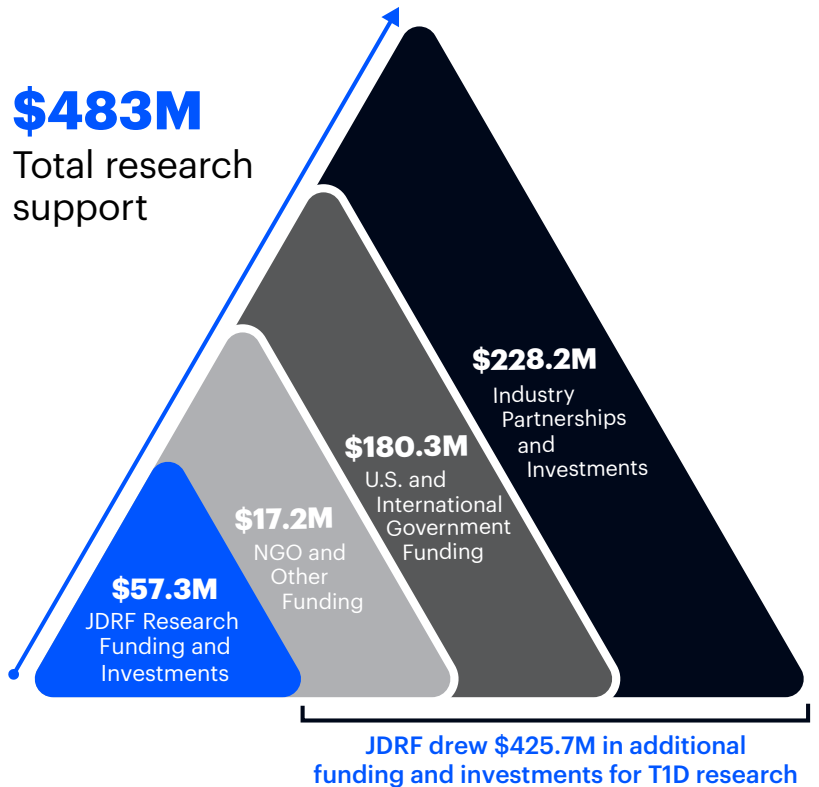 $483M
Total research
support
$228.2M
Industry
Partnerships
and
Investments
$180.3M
U.S. and
International
Government
Funding
$17.2M
NGO and
Other
Funding
$57.3M
JDRF Research
Funding and
Investments
JDRF drew $425.7M in additional
funding and investments for T1D research